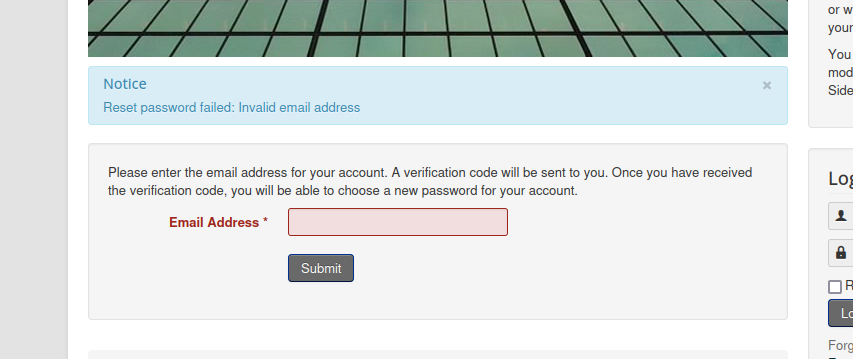 Notice
×
Reset password failed: Invalid email address
Please enter the email address for your account. A verification code will be sent to you. Once you have received
the verification code, you will be able to choose a new password for your account.
Email Address *
Submit
or w
your
You
mod
Side
Log
R
Lo
Forg